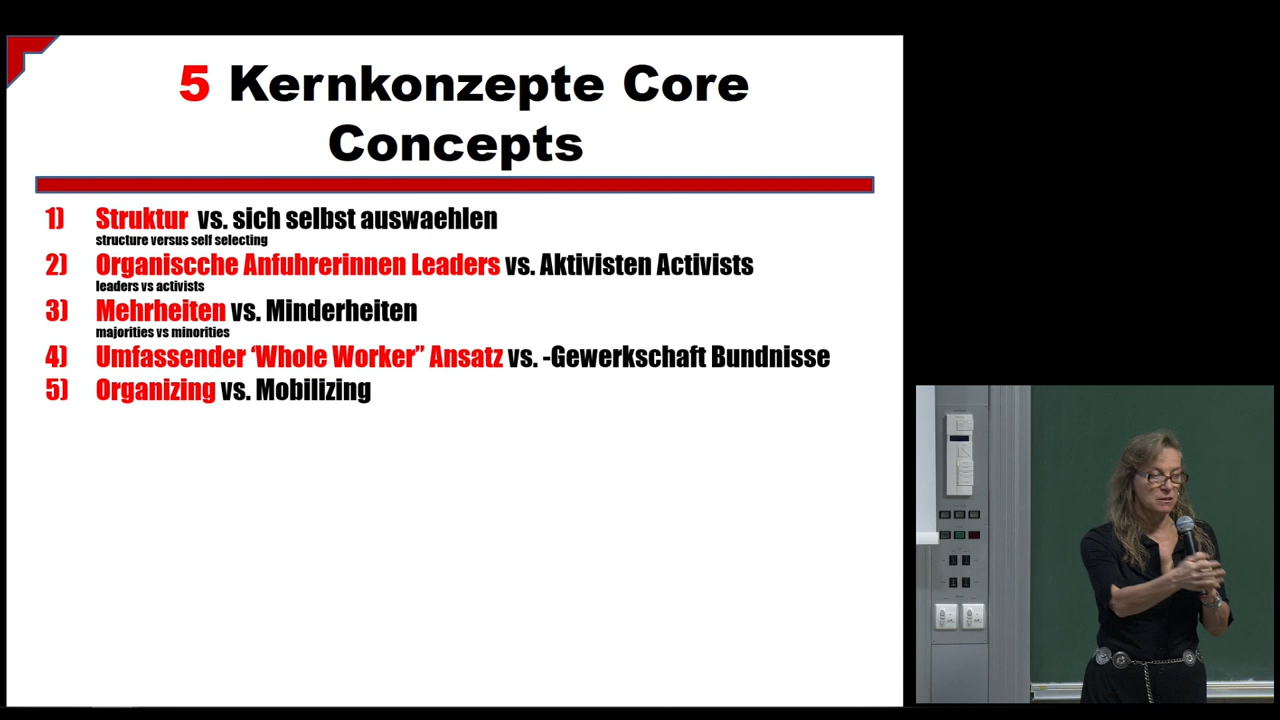 5 Kernkonzepte Core
Concepts
1) Struktur vs. sich selbst auswaehlen
structure versus self selecting
2) Organiscche Anfuhrerinnen Leaders vs. Aktivisten Activists
leaders vs activists
3) Mehrheiten vs. Minderheiten
majorities vs minorities
4) Umfassender ‘Whole Worker” Ansatz vs. -Gewerkschaft Bundnisse
5) Organizing vs. Mobilizing